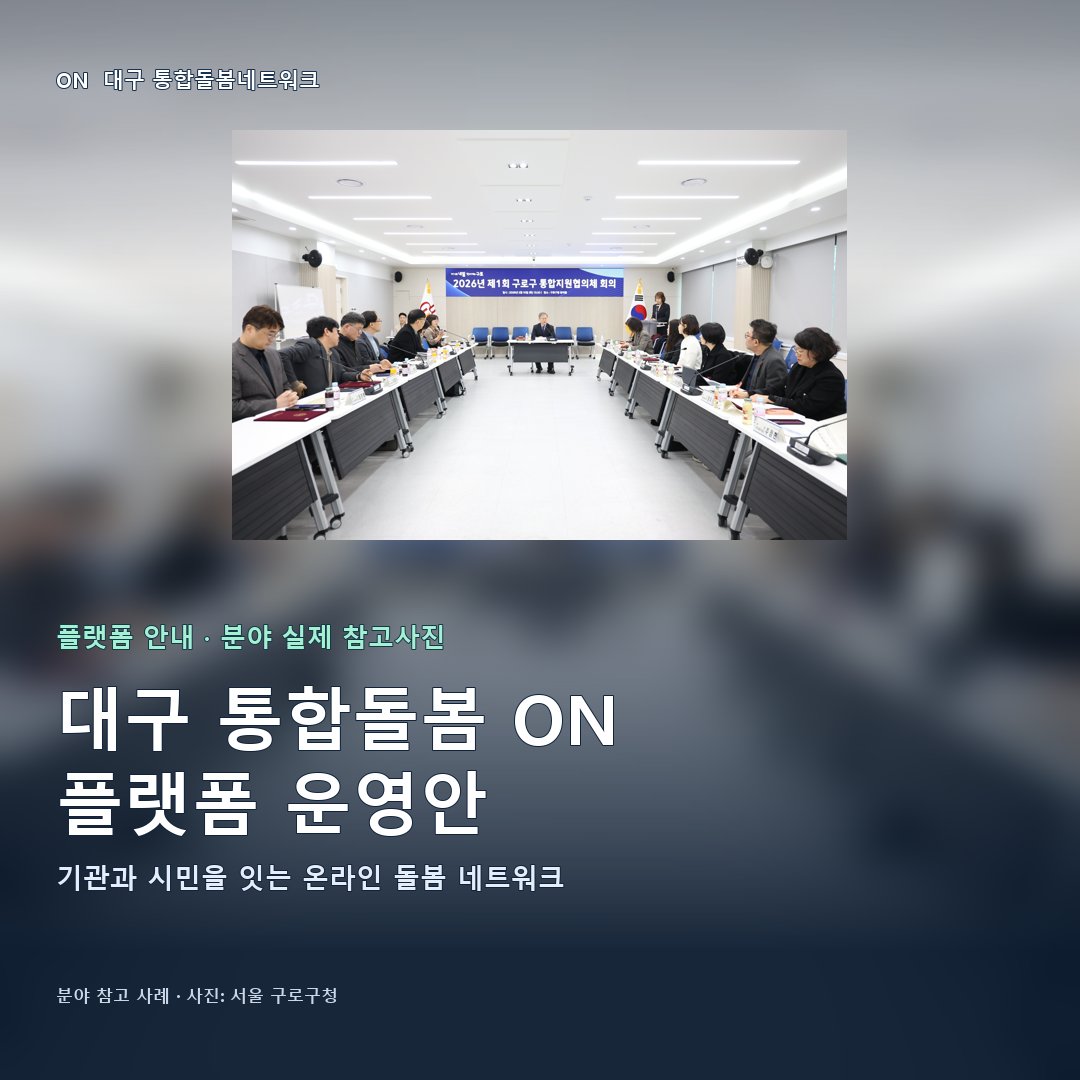 ON 대구 통합돌봄네트워크
2026년 제1회 구로구 통합지원협의체 회의
플랫폼 안내 · 분야 실제 참고사진
대구 통합돌봄 ON
플랫폼 운영안
기관과 시민을 잇는 온라인 돌봄 네트워크
분야 참고 사례 · 사진: 서울 구로구청